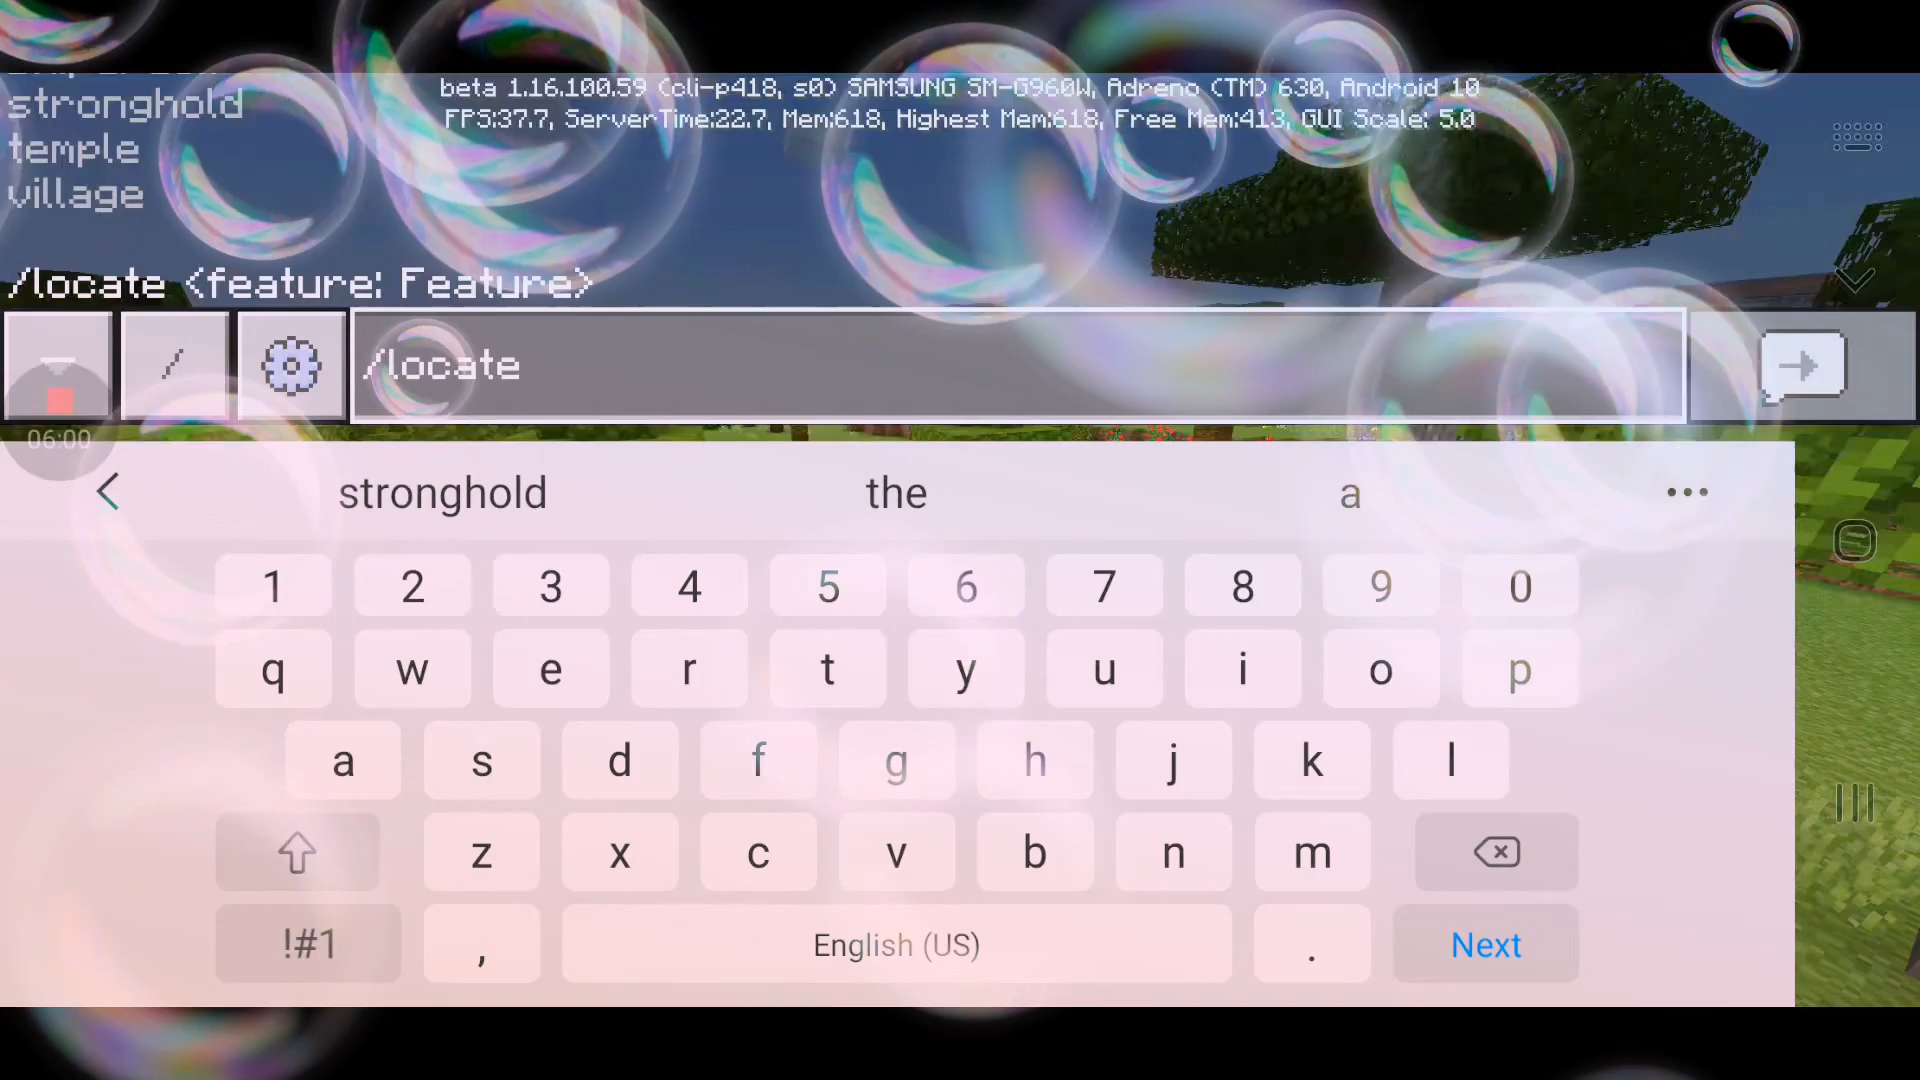 stronghold
temple
village
beta 1.16.100.59 (cli-p418, s0) SAMSUNG SM-G960W, Adreno (TM) 630, Android 10
FPS:37.7, ServerTime:22.7, Mem:618, Highest Mem:618, Free Mem:413, GUI Scale: 5.0
/locate <feature: Feature>
/
/locate
06:00
stronghold the a
1 2 3 4 5 6 7 8 9 0
q w e r t y u i o p
a s d f g h j k l
z x c v b n m
!#1 , English (US) . Next